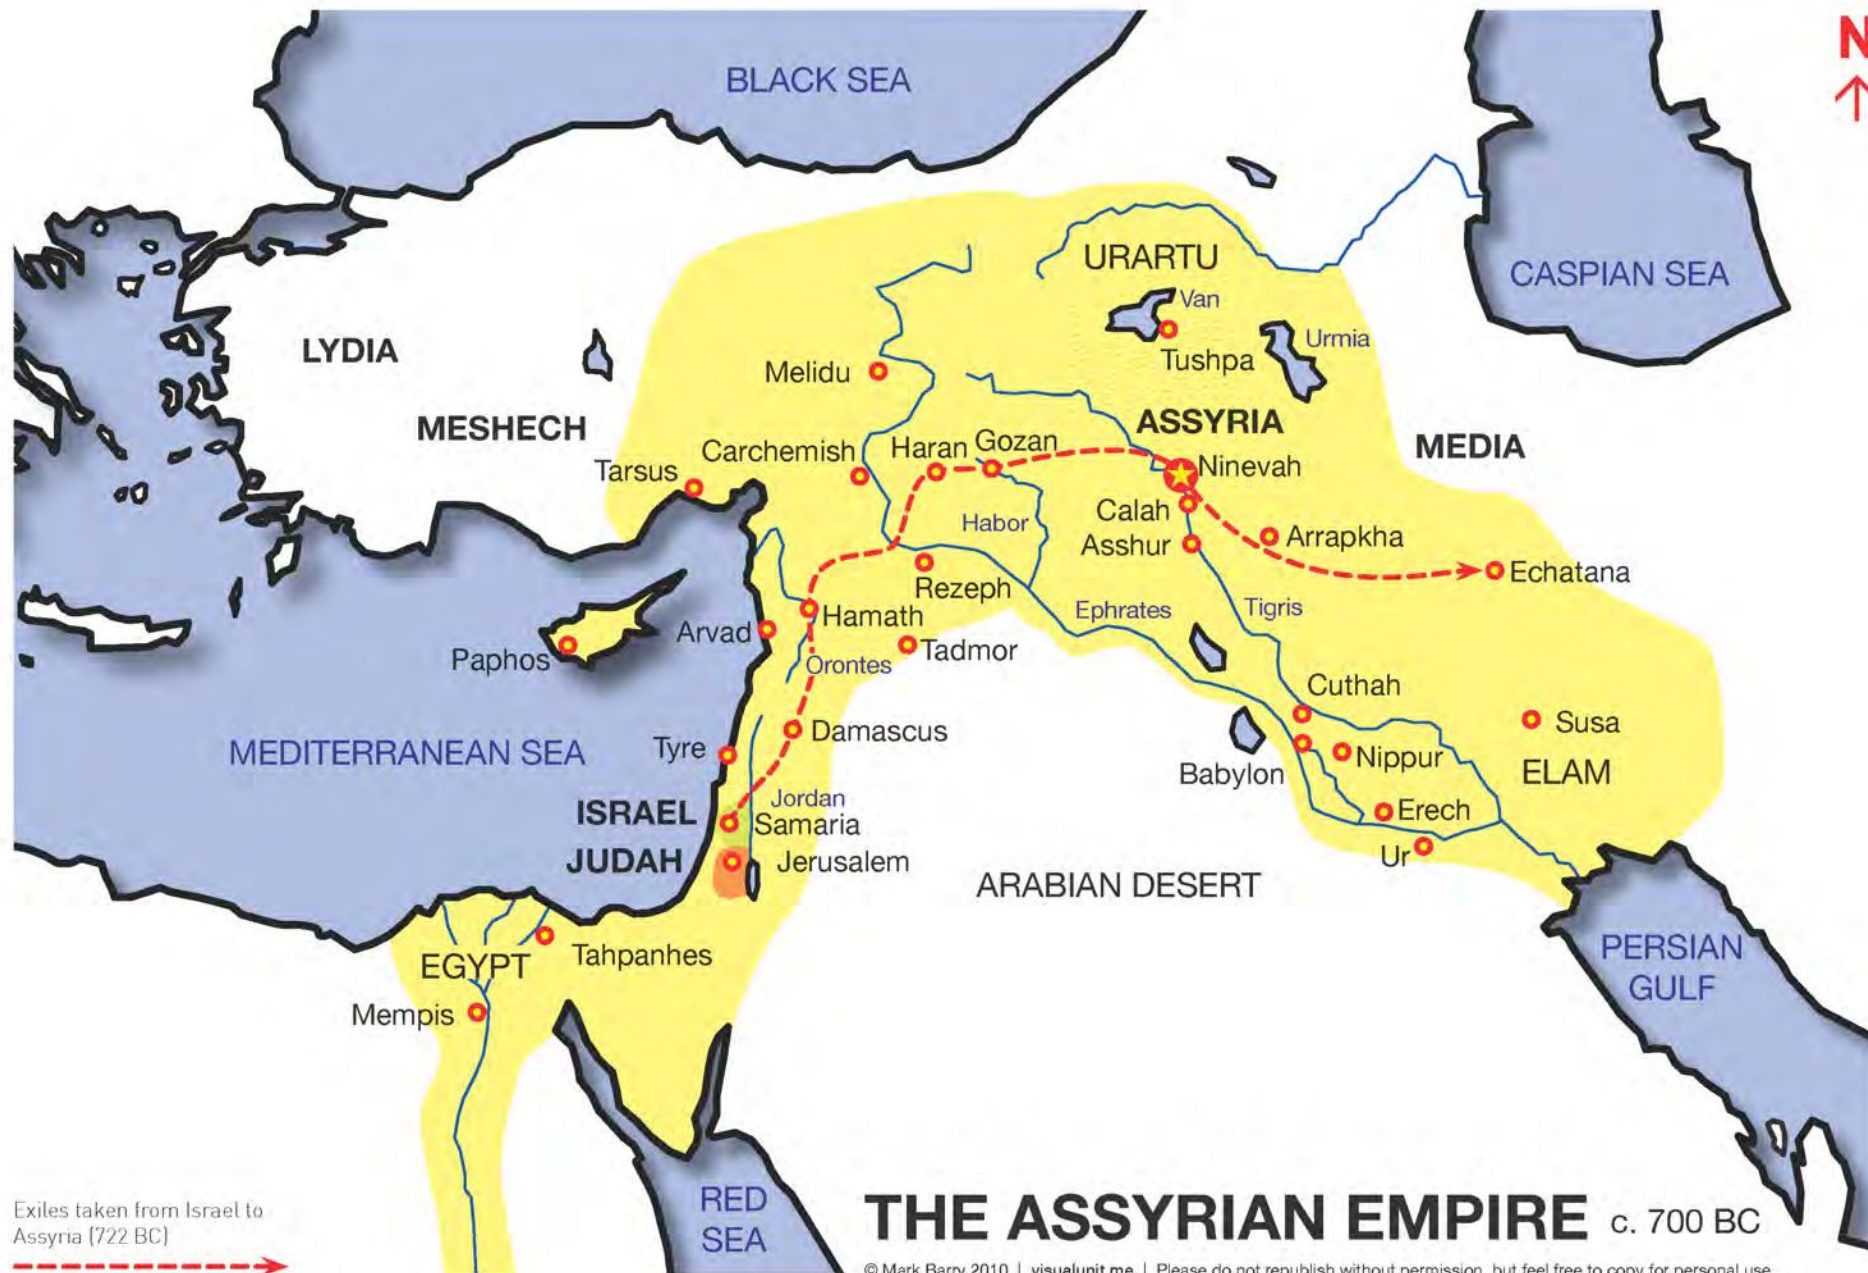 N
BLACK SEA
CASPIAN SEA
URARTU
Van
Urmia
Tushpa
LYDIA
Melidu
MESHECH
ASSYRIA
MEDIA
Carchemish
Haran
Gozan
Tarsus
Ninevah
Habor
Calah
Asshur
Arrapkha
Echatana
Rezeph
Ephrates
Tigris
Hamath
Arvad
Paphos
Orontes
Tadmor
Cuthah
Susa
Damascus
MEDITERRANEAN SEA
Tyre
Nippur
Babylon
ELAM
Jordan
ISRAEL
Samaria
Erech
JUDAH
Jerusalem
Ur
ARABIAN DESERT
EGYPT
Tahpanhes
PERSIAN
GULF
Mempis
RED
SEA
Exiles taken from Israel to
Assyria (722 BC)
THE ASSYRIAN EMPIRE c. 700 BC
© Mark Barry 2010 | visualunit.me | Please do not republish without permission, but feel free to copy for personal use